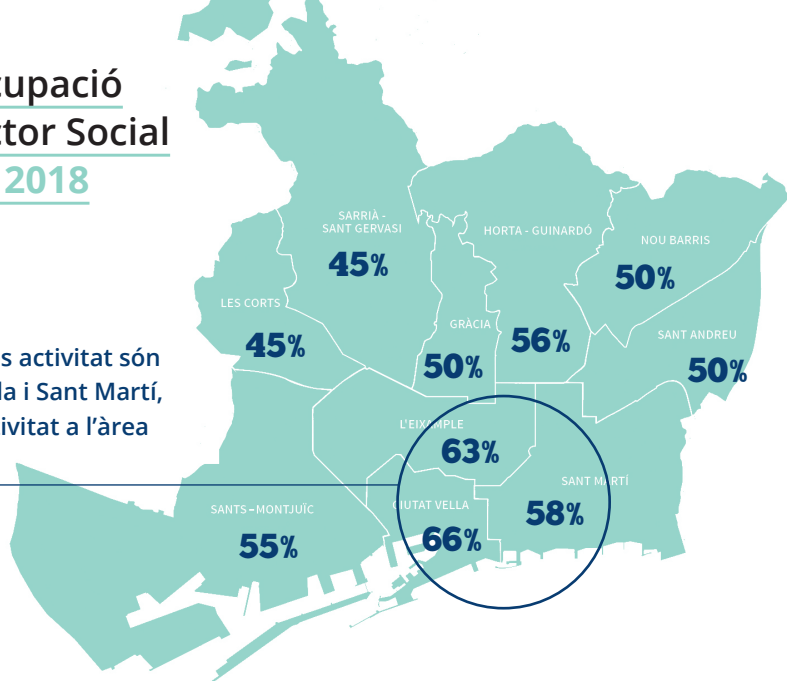 cupació
ctor Social
2018
SARRIÀ -
SANT GERVASI
45%
HORTA - GUINARDÓ
NOU BARRIS
50%
LES CORTS
45%
GRÀCIA
50%
56%
SANT ANDREU
50%
s activitat són
la i Sant Martí,
ivitat a l'àrea
L'EIXAMPLE
63%
SANT MARTÍ
58%
CIUTAT VELLA
66%
SANTS – MONTJUÏC
55%